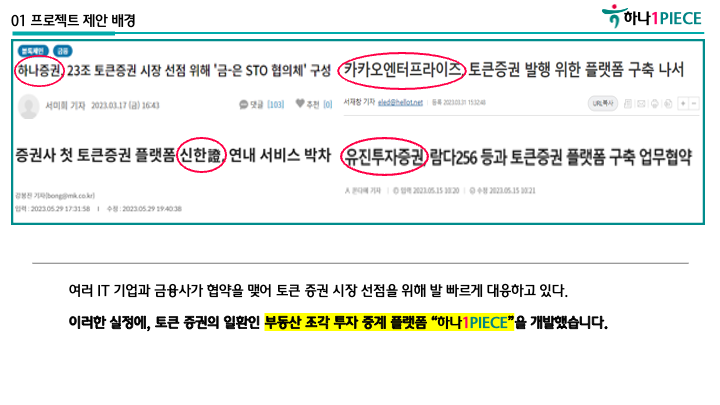 01 프로젝트 제안 배경
하나1PIECE
블록체인 금융
하나증권, 23조 토큰증권 시장 선점 위해 '금-은 STO 협의체' 구성
서미희 기자 2023.03.17 (금) 16:43 댓글 [103] 추천 [0]
카카오엔터프라이즈, 토큰증권 발행 위한 플랫폼 구축 나서
서재창 기자 eled@hellot.net 등록 2023.03.31 15:32:48 URL복사
증권사 첫 토큰증권 플랫폼 신한證, 연내 서비스 박차
강봉진 기자(bong@mk.co.kr)
입력 : 2023.05.29 17:31:58 수정 : 2023.05.29 19:40:38
유진투자증권, 람다256 등과 토큰증권 플랫폼 구축 업무협약
기자 입력 2023.05.15 10:20 수정 2023.05.15 10:21
여러 IT 기업과 금융사가 협약을 맺어 토큰 증권 시장 선점을 위해 발 빠르게 대응하고 있다.
이러한 실정에, 토큰 증권의 일환인 부동산 조각 투자 중계 플랫폼 “하나1PIECE”을 개발했습니다.